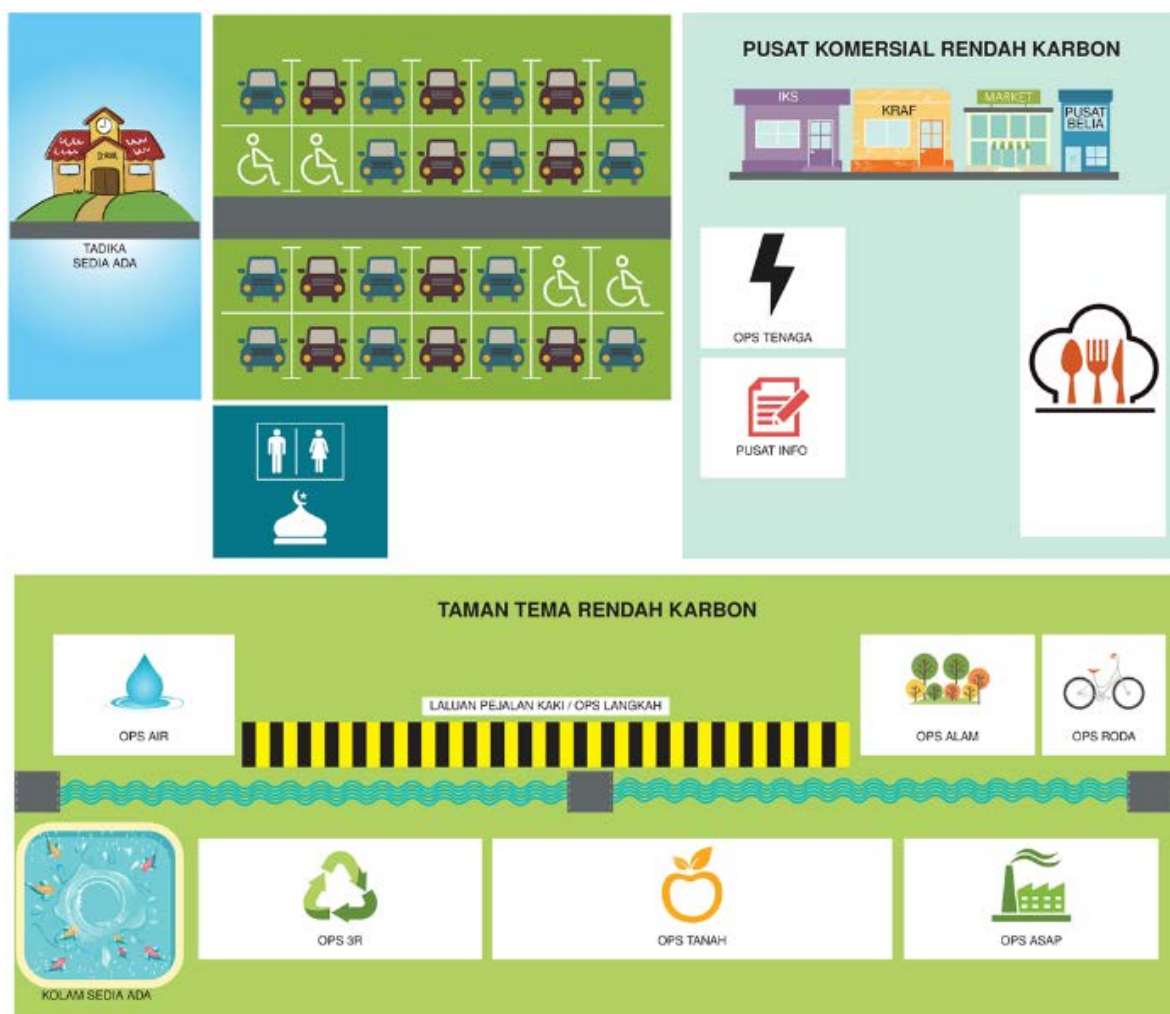 SCHOOL
TADIKA
SEDIA ADA
PUSAT KOMERSIAL RENDAH KARBON
IKS
KRAF
MARKET
PUSAT
BELIA
OPS TENAGA
PUSAT INFO
TAMAN TEMA RENDAH KARBON
OPS AIR
LALUAN PEJALAN KAKI / OPS LANGKAH
OPS ALAM
OPS RODA
KOLAM SEDIA ADA
OPS 3R
OPS TANAH
OPS ASAP